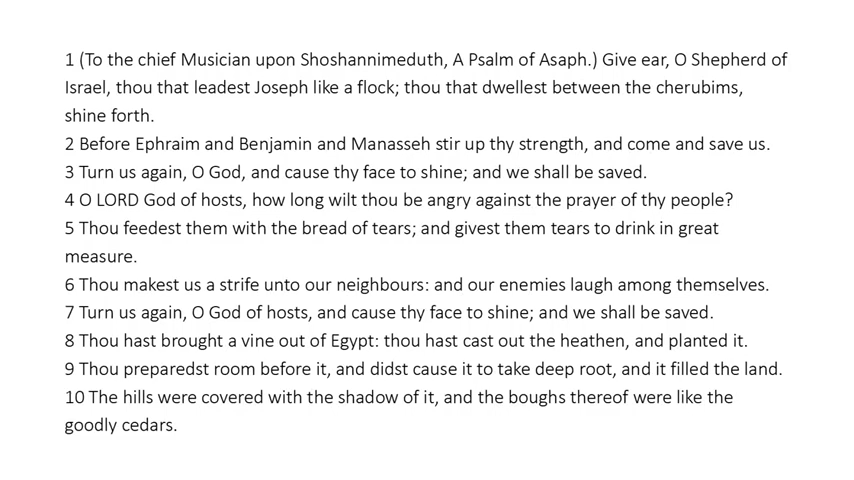 1 (To the chief Musician upon Shoshannimeduth, A Psalm of Asaph.) Give ear, O Shepherd of
Israel, thou that leadest Joseph like a flock; thou that dwellest between the cherubims,
shine forth.
2 Before Ephraim and Benjamin and Manasseh stir up thy strength, and come and save us.
3 Turn us again, O God, and cause thy face to shine; and we shall be saved.
4 O LORD God of hosts, how long wilt thou be angry against the prayer of thy people?
5 Thou feedest them with the bread of tears; and givest them tears to drink in great
measure.
6 Thou makest us a strife unto our neighbours: and our enemies laugh among themselves.
7 Turn us again, O God of hosts, and cause thy face to shine; and we shall be saved.
8 Thou hast brought a vine out of Egypt: thou hast cast out the heathen, and planted it.
9 Thou preparedst room before it, and didst cause it to take deep root, and it filled the land.
10 The hills were covered with the shadow of it, and the boughs thereof were like the
goodly cedars.